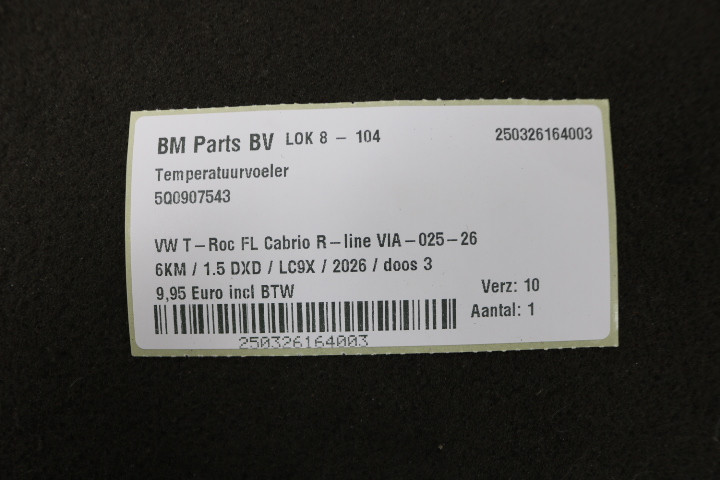 BM Parts BV LOK 8 - 104 250326164003
Temperatuurvoeler
5Q0907543
VW T-Roc FL Cabrio R-line VIA-025-26
6KM / 1.5 DXD / LC9X / 2026 / doos 3
9,95 Euro incl BTW Verz: 10
Aantal: 1
250326164003